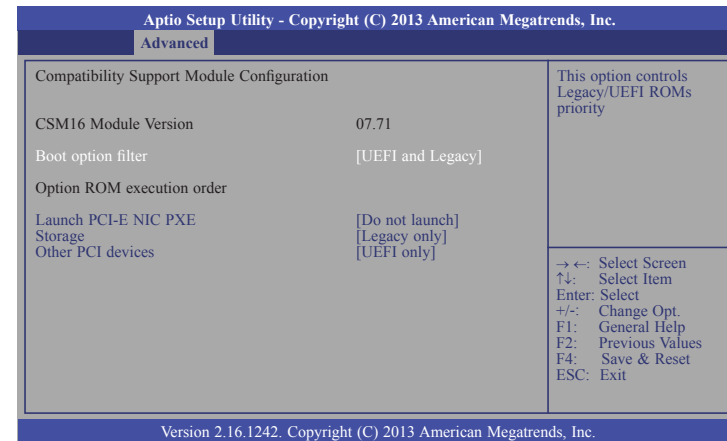 Aptio Setup Utility - Copyright (C) 2013 American Megatrends, Inc.
Advanced
Compatibility Support Module Configuration
CSM16 Module Version 07.71
Boot option filter [UEFI and Legacy]
Option ROM execution order
Launch PCI-E NIC PXE [Do not launch]
Storage [Legacy only]
Other PCI devices [UEFI only]
This option controls
Legacy/UEFI ROMs
priority
→ ←: Select Screen
↑↓: Select Item
Enter: Select
+/-: Change Opt.
F1: General Help
F2: Previous Values
F4: Save & Reset
ESC: Exit
Version 2.16.1242. Copyright (C) 2013 American Megatrends, Inc.